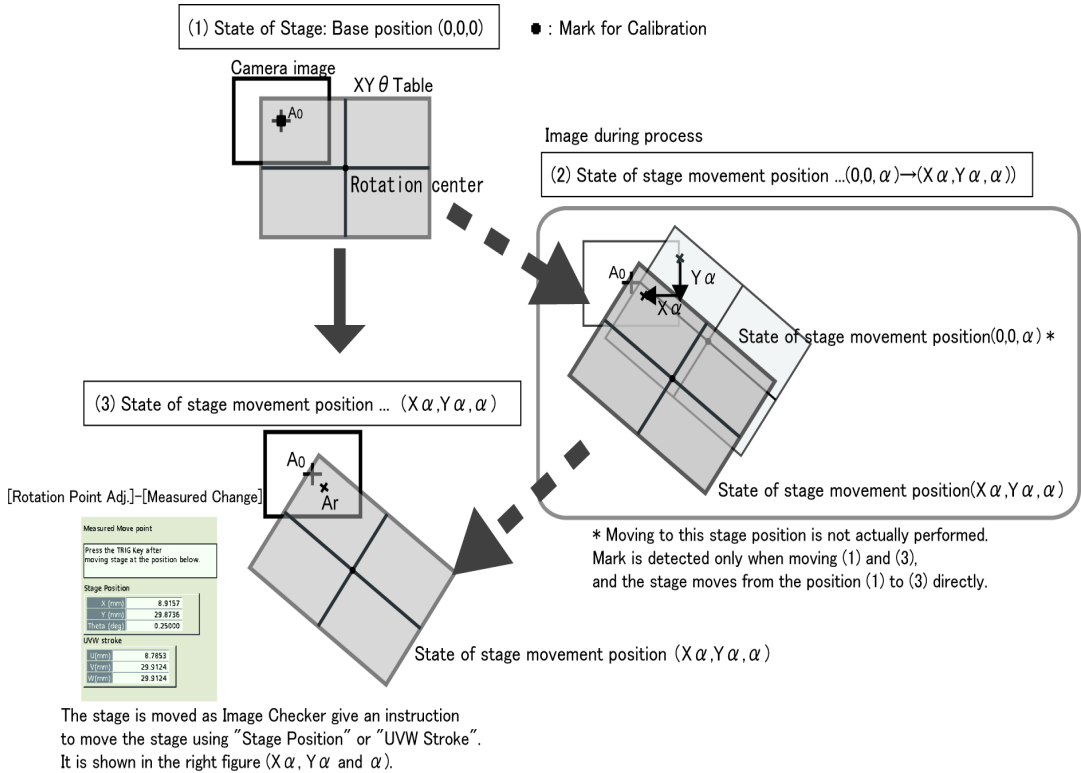 (1) State of Stage: Base position (0,0,0)
: Mark for Calibration
Camera image
XYθ Table
A0
Rotation center
Image during process
(2) State of stage movement position ...(0,0,α)→(Xα,Yα,α))
A0
Yα
Xα
State of stage movement position(0,0,α) *
State of stage movement position(Xα,Yα,α)
* Moving to this stage position is not actually performed.
Mark is detected only when moving (1) and (3),
and the stage moves from the position (1) to (3) directly.
(3) State of stage movement position ... (Xα,Yα,α)
A0
Ar
[Rotation Point Adj.]-[Measured Change]
Measured Move point
Press the TRIG Key after
moving stage at the position below.
Stage Position
X (mm) 8.9157
Y (mm) 29.8736
Theta (deg) 0.25000
UVW stroke
U(mm) 8.7853
V(mm) 29.9124
W(mm) 29.9124
State of stage movement position (Xα,Yα,α)
The stage is moved as Image Checker give an instruction
to move the stage using "Stage Position" or "UVW Stroke".
It is shown in the right figure (Xα, Yα and α).